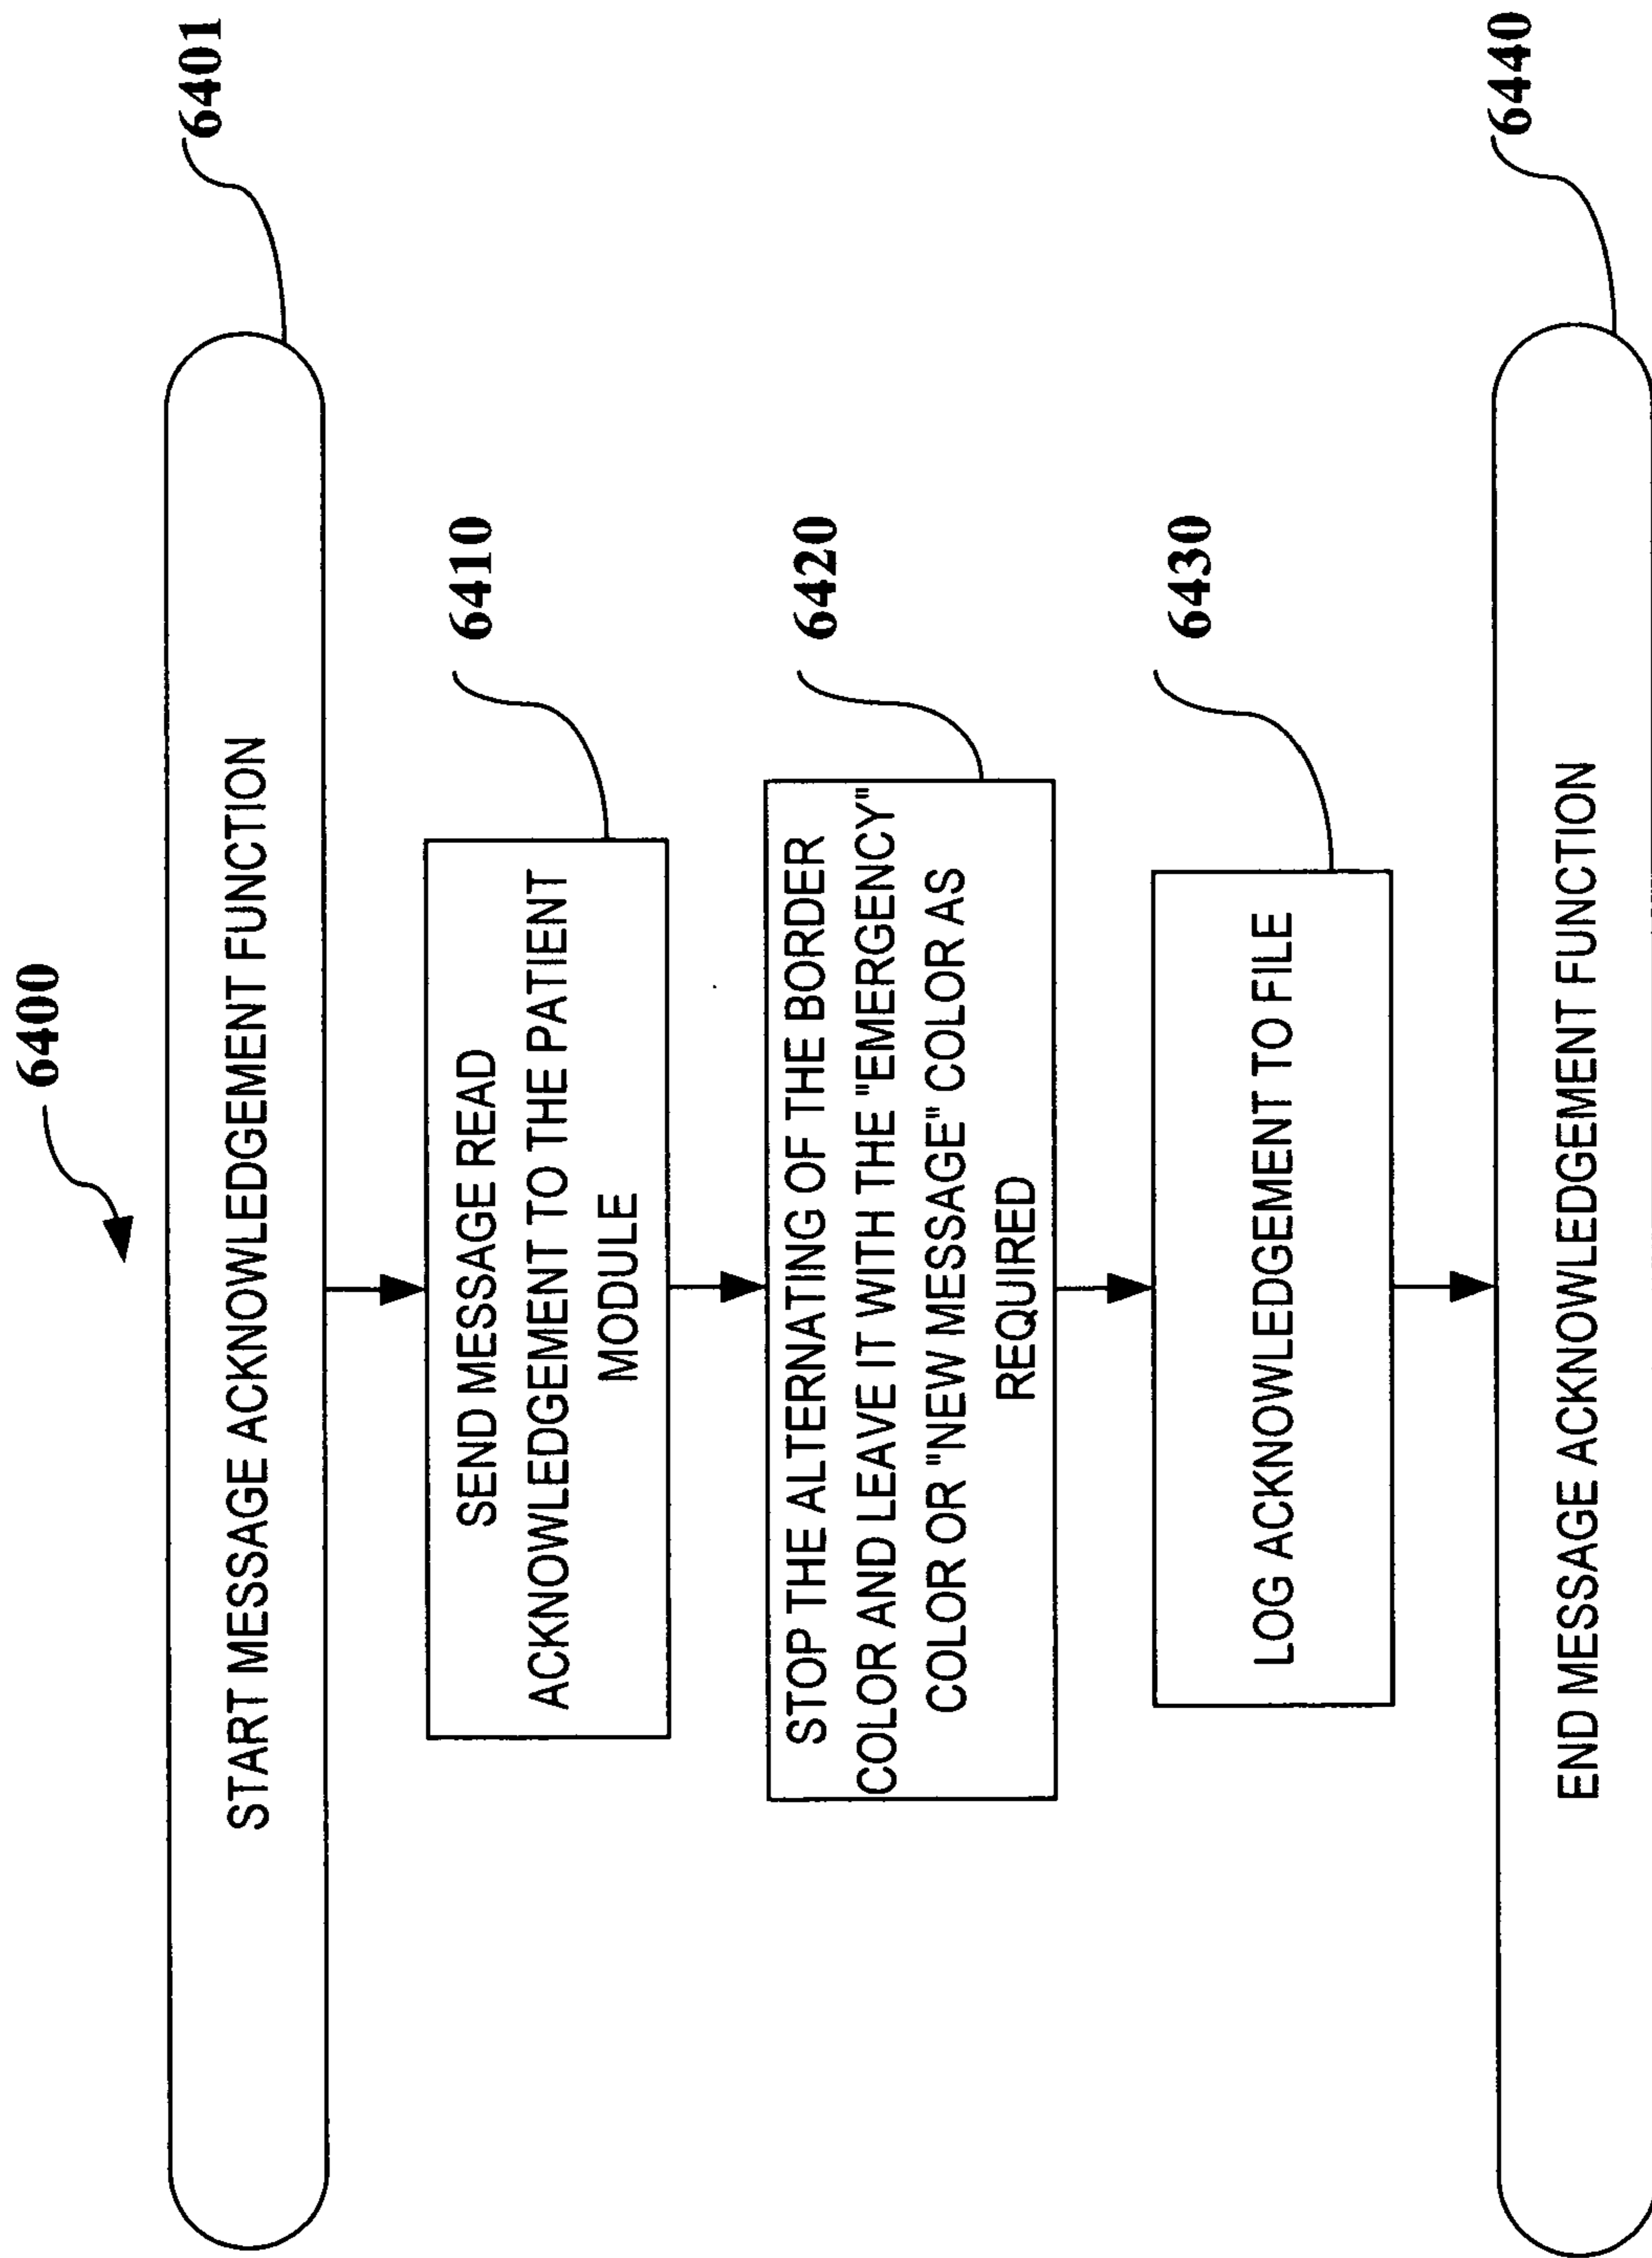 6400
START MESSAGE ACKNOWLEDGEMENT FUNCTION
6401
SEND MESSAGE READ
ACKNOWLEDGEMENT TO THE PATIENT
MODULE
6410
STOP THE ALTERNATING OF THE BORDER
COLOR AND LEAVE IT WITH THE "EMERGENCY"
COLOR OR "NEW MESSAGE" COLOR AS
REQUIRED
6420
LOG ACKNOWLEDGEMENT TO FILE
6430
END MESSAGE ACKNOWLEDGEMENT FUNCTION
6440